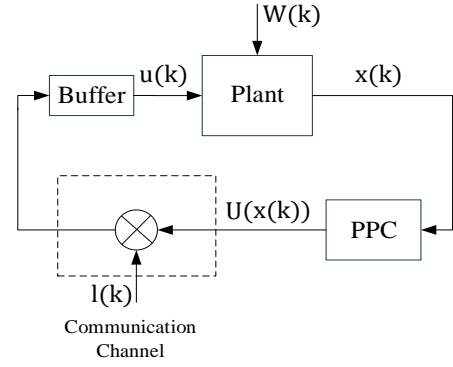 W(k)
u(k)
x(k)
Buffer
Plant
U(x(k))
PPC
l(k)
Communication
Channel